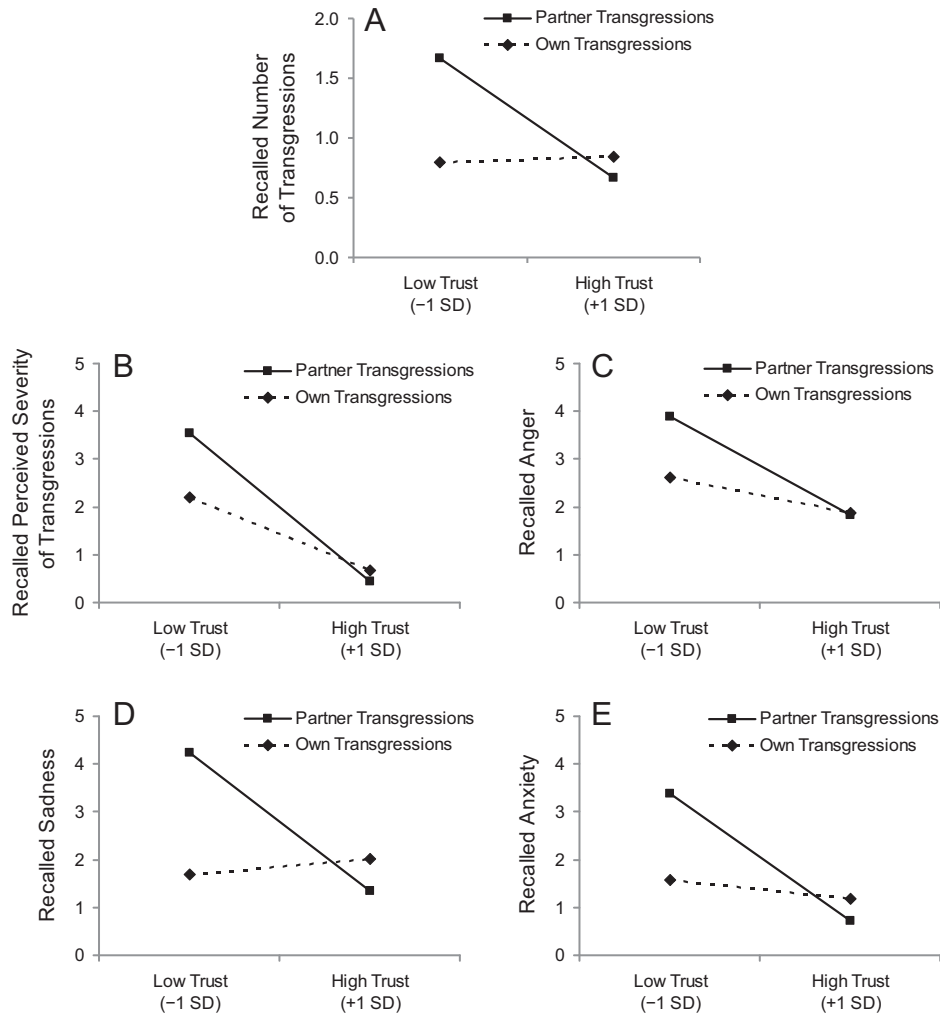 A
Partner Transgressions
Own Transgressions
Recalled Number
of Transgressions
2.0
1.5
1.0
0.5
0.0
Low Trust
(−1 SD)
High Trust
(+1 SD)
B
Partner Transgressions
Own Transgressions
Recalled Perceived Severity
of Transgressions
5
4
3
2
1
0
Low Trust
(−1 SD)
High Trust
(+1 SD)
C
Partner Transgressions
Own Transgressions
Recalled Anger
5
4
3
2
1
0
Low Trust
(−1 SD)
High Trust
(+1 SD)
D
Partner Transgressions
Own Transgressions
Recalled Sadness
5
4
3
2
1
0
Low Trust
(−1 SD)
High Trust
(+1 SD)
E
Partner Transgressions
Own Transgressions
Recalled Anxiety
5
4
3
2
1
0
Low Trust
(−1 SD)
High Trust
(+1 SD)